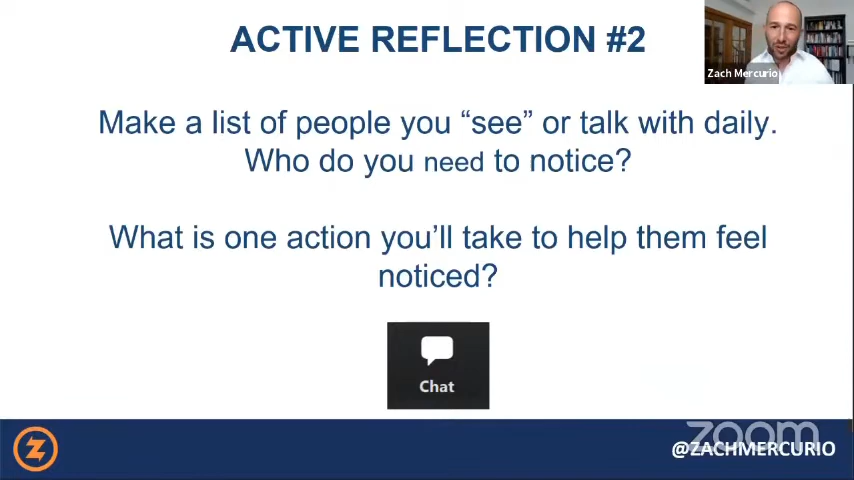 ACTIVE REFLECTION #2
Zach Mercurio
Make a list of people you “see” or talk with daily.
Who do you need to notice?
What is one action you’ll take to help them feel
noticed?
Chat
zoom
@ZACHMERCURIO